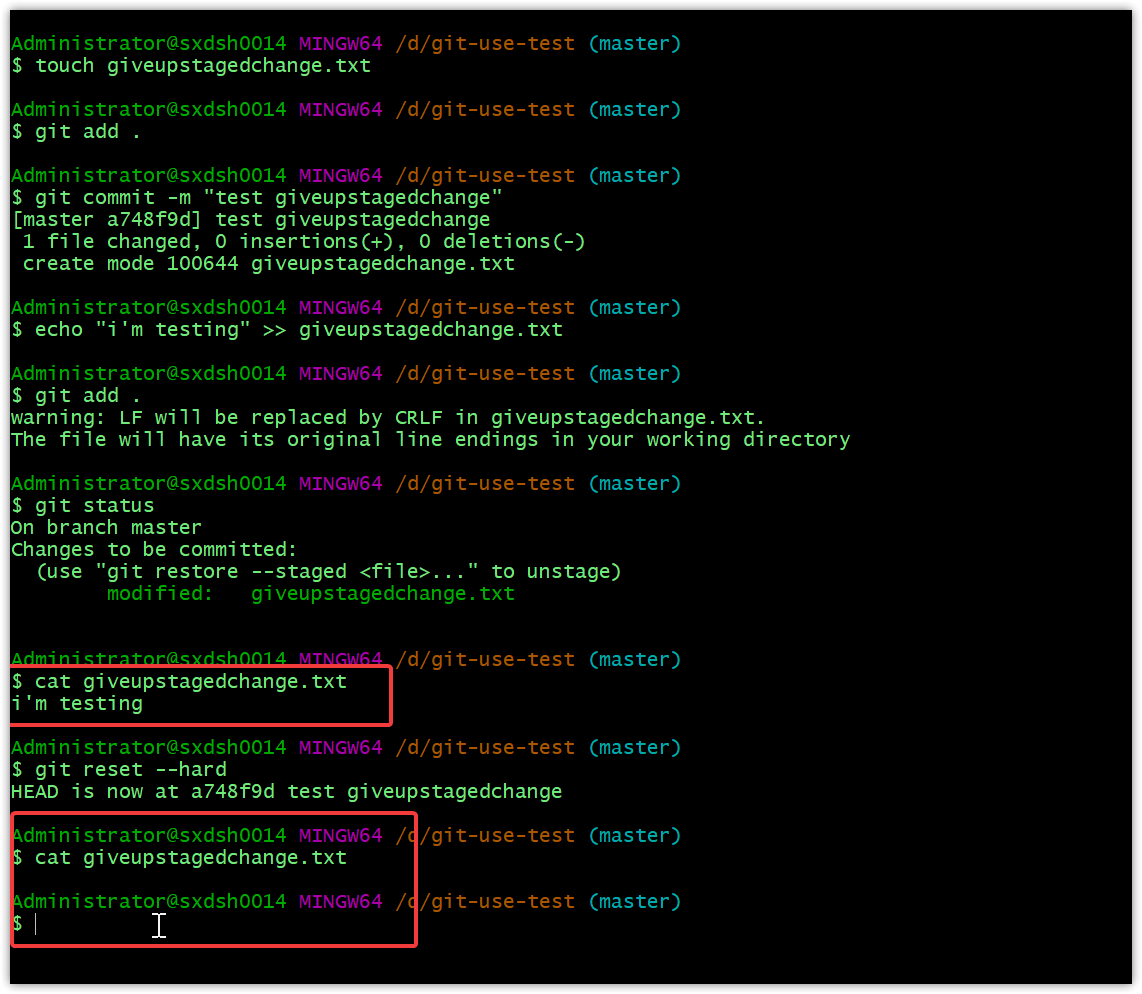 Administrator@sxdsh0014 MINGW64 /d/git-use-test (master)
$ touch giveupstagedchange.txt
Administrator@sxdsh0014 MINGW64 /d/git-use-test (master)
$ git add .
Administrator@sxdsh0014 MINGW64 /d/git-use-test (master)
$ git commit -m "test giveupstagedchange"
[master a748f9d] test giveupstagedchange
 1 file changed, 0 insertions(+), 0 deletions(-)
 create mode 100644 giveupstagedchange.txt
Administrator@sxdsh0014 MINGW64 /d/git-use-test (master)
$ echo "i'm testing" >> giveupstagedchange.txt
Administrator@sxdsh0014 MINGW64 /d/git-use-test (master)
$ git add .
warning: LF will be replaced by CRLF in giveupstagedchange.txt.
The file will have its original line endings in your working directory
Administrator@sxdsh0014 MINGW64 /d/git-use-test (master)
$ git status
On branch master
Changes to be committed:
  (use "git restore --staged <file>..." to unstage)
        modified:   giveupstagedchange.txt
Administrator@sxdsh0014 MINGW64 /d/git-use-test (master)
$ cat giveupstagedchange.txt
i'm testing
Administrator@sxdsh0014 MINGW64 /d/git-use-test (master)
$ git reset --hard
HEAD is now at a748f9d test giveupstagedchange
Administrator@sxdsh0014 MINGW64 /d/git-use-test (master)
$ cat giveupstagedchange.txt
Administrator@sxdsh0014 MINGW64 /d/git-use-test (master)
$